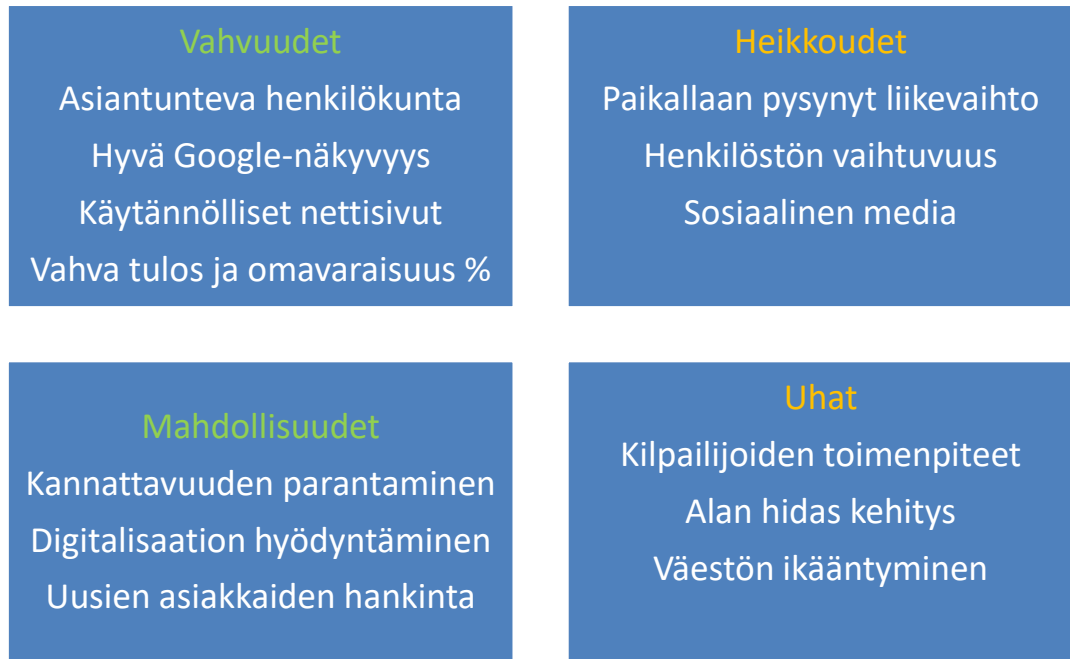 Vahvuudet
Asiantunteva henkilökunta
Hyvä Google-näkyvyys
Käytännölliset nettisivut
Vahva tulos ja omavaraisuus %
Heikkoudet
Paikallaan pysynyt liikevaihto
Henkilöstön vaihtuvuus
Sosiaalinen media
Mahdollisuudet
Kannattavuuden parantaminen
Digitalisaation hyödyntäminen
Uusien asiakkaiden hankinta
Uhat
Kilpailijoiden toimenpiteet
Alan hidas kehitys
Väestön ikääntyminen